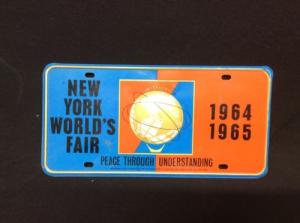 NEW
YORK
WORLD'S
FAIR
1964
1965
PEACE THROUGH UNDERSTANDING